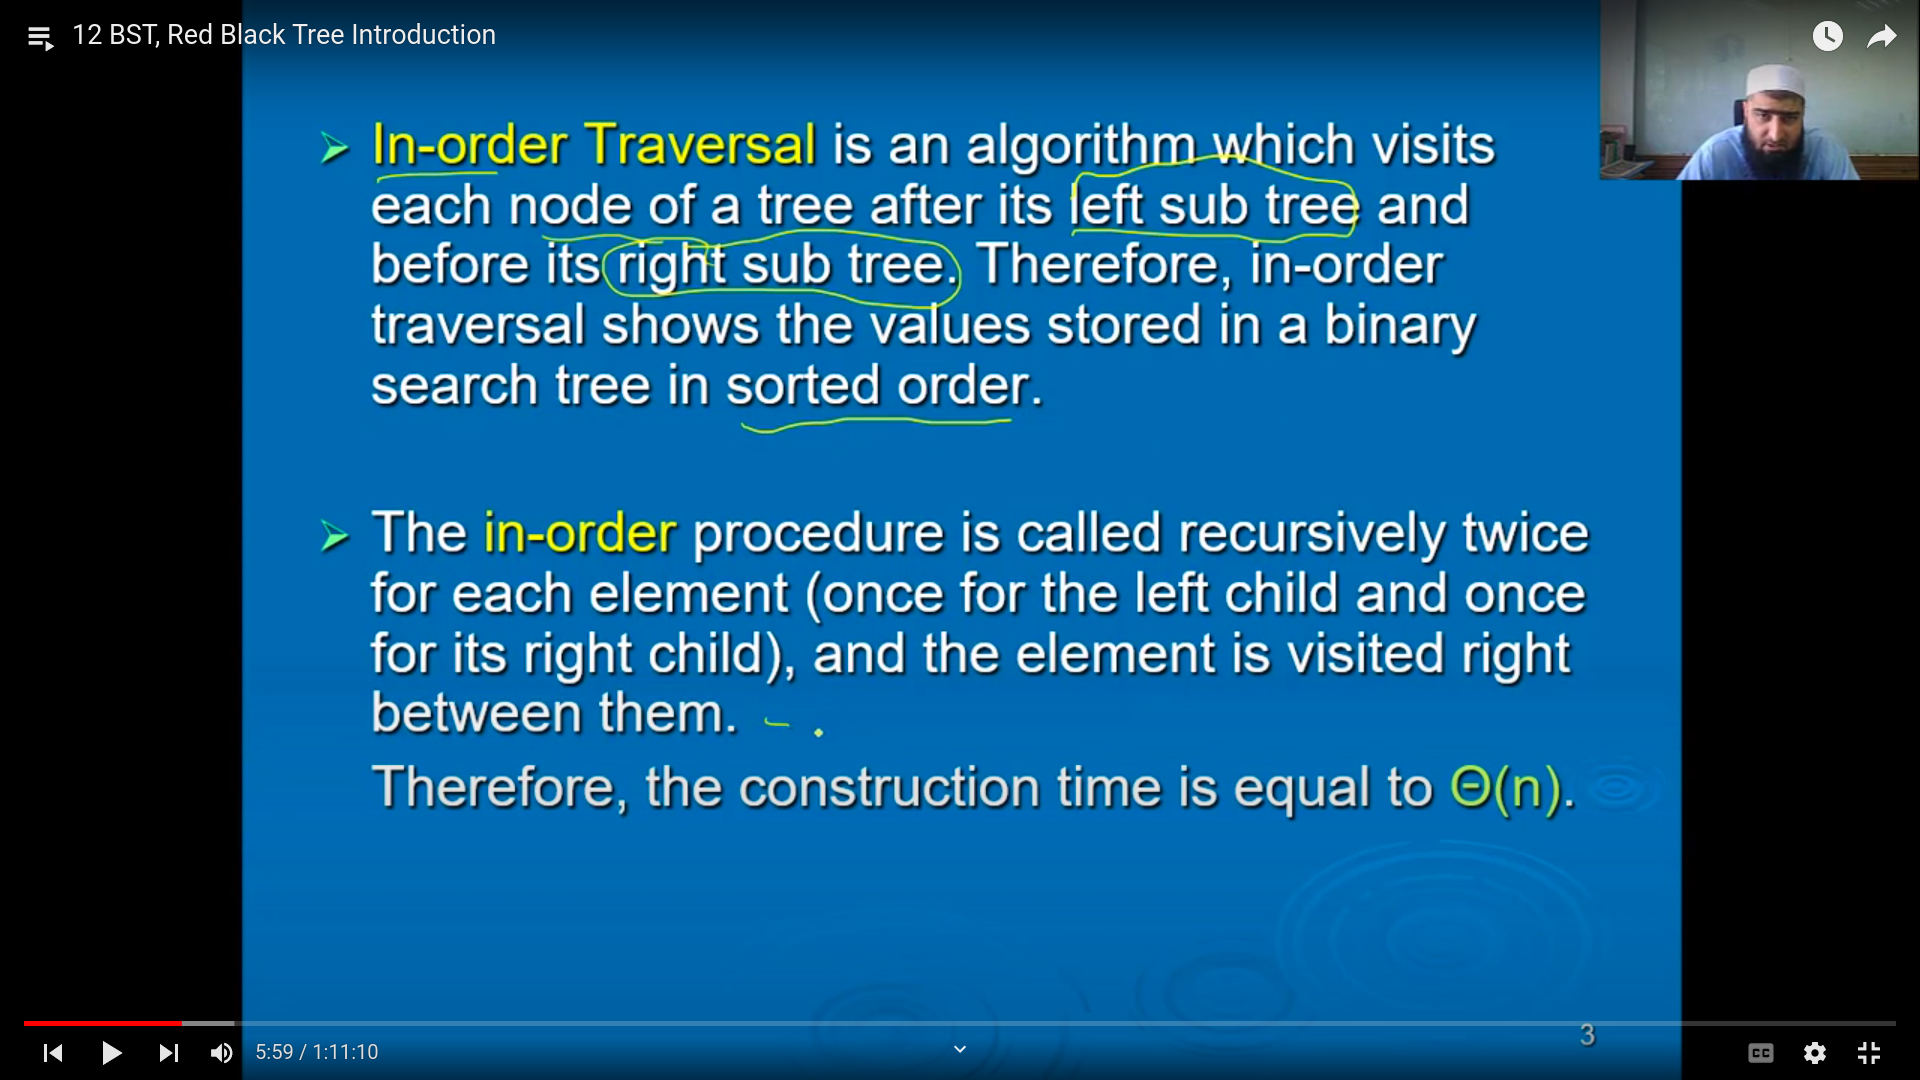 12 BST, Red Black Tree Introduction
In-order Traversal is an algorithm which visits
each node of a tree after its left sub tree and
before its right sub tree. Therefore, in-order
traversal shows the values stored in a binary
search tree in sorted order.
The in-order procedure is called recursively twice
for each element (once for the left child and once
for its right child), and the element is visited right
between them.
Therefore, the construction time is equal to Θ(n).
3
5:59 / 1:11:10
CC